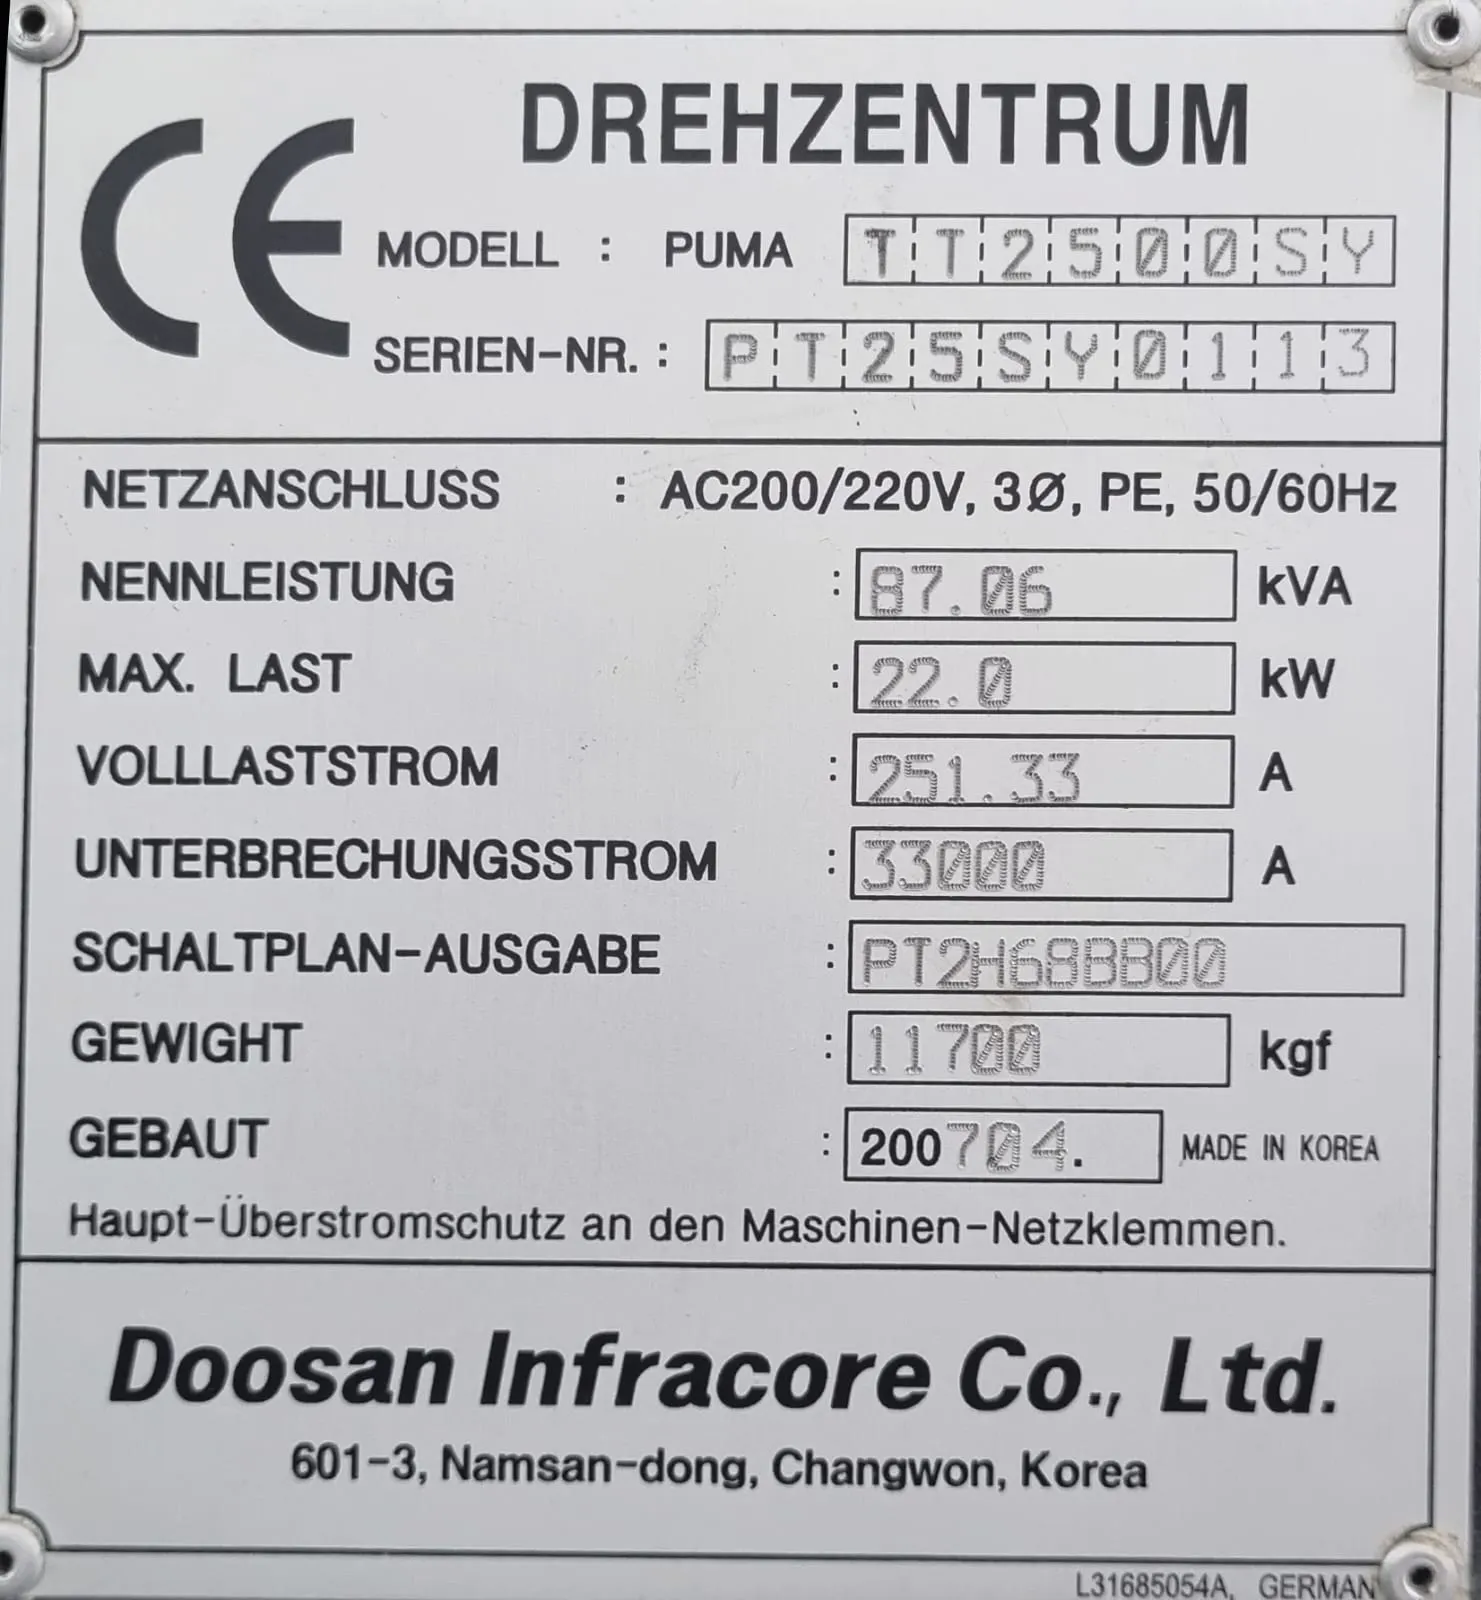 CE
DREHZENTRUM
MODELL : PUMA TT2500SY
SERIEN-NR. : PT25SY0113
NETZANSCHLUSS : AC200/220V, 3Ø, PE, 50/60Hz
NENNLEISTUNG : 87.06 kVA
MAX. LAST : 22.0 kW
VOLLLASTSTROM : 251.33 A
UNTERBRECHUNGSSTROM : 33000 A
SCHALTPLAN-AUSGABE : PT2H68BB00
GEWIGHT : 11700 kgf
GEBAUT : 200704. MADE IN KOREA
Haupt-Überstromschutz an den Maschinen-Netzklemmen.
Doosan Infracore Co., Ltd.
601-3, Namsan-dong, Changwon, Korea
L31685054A, GERMAN